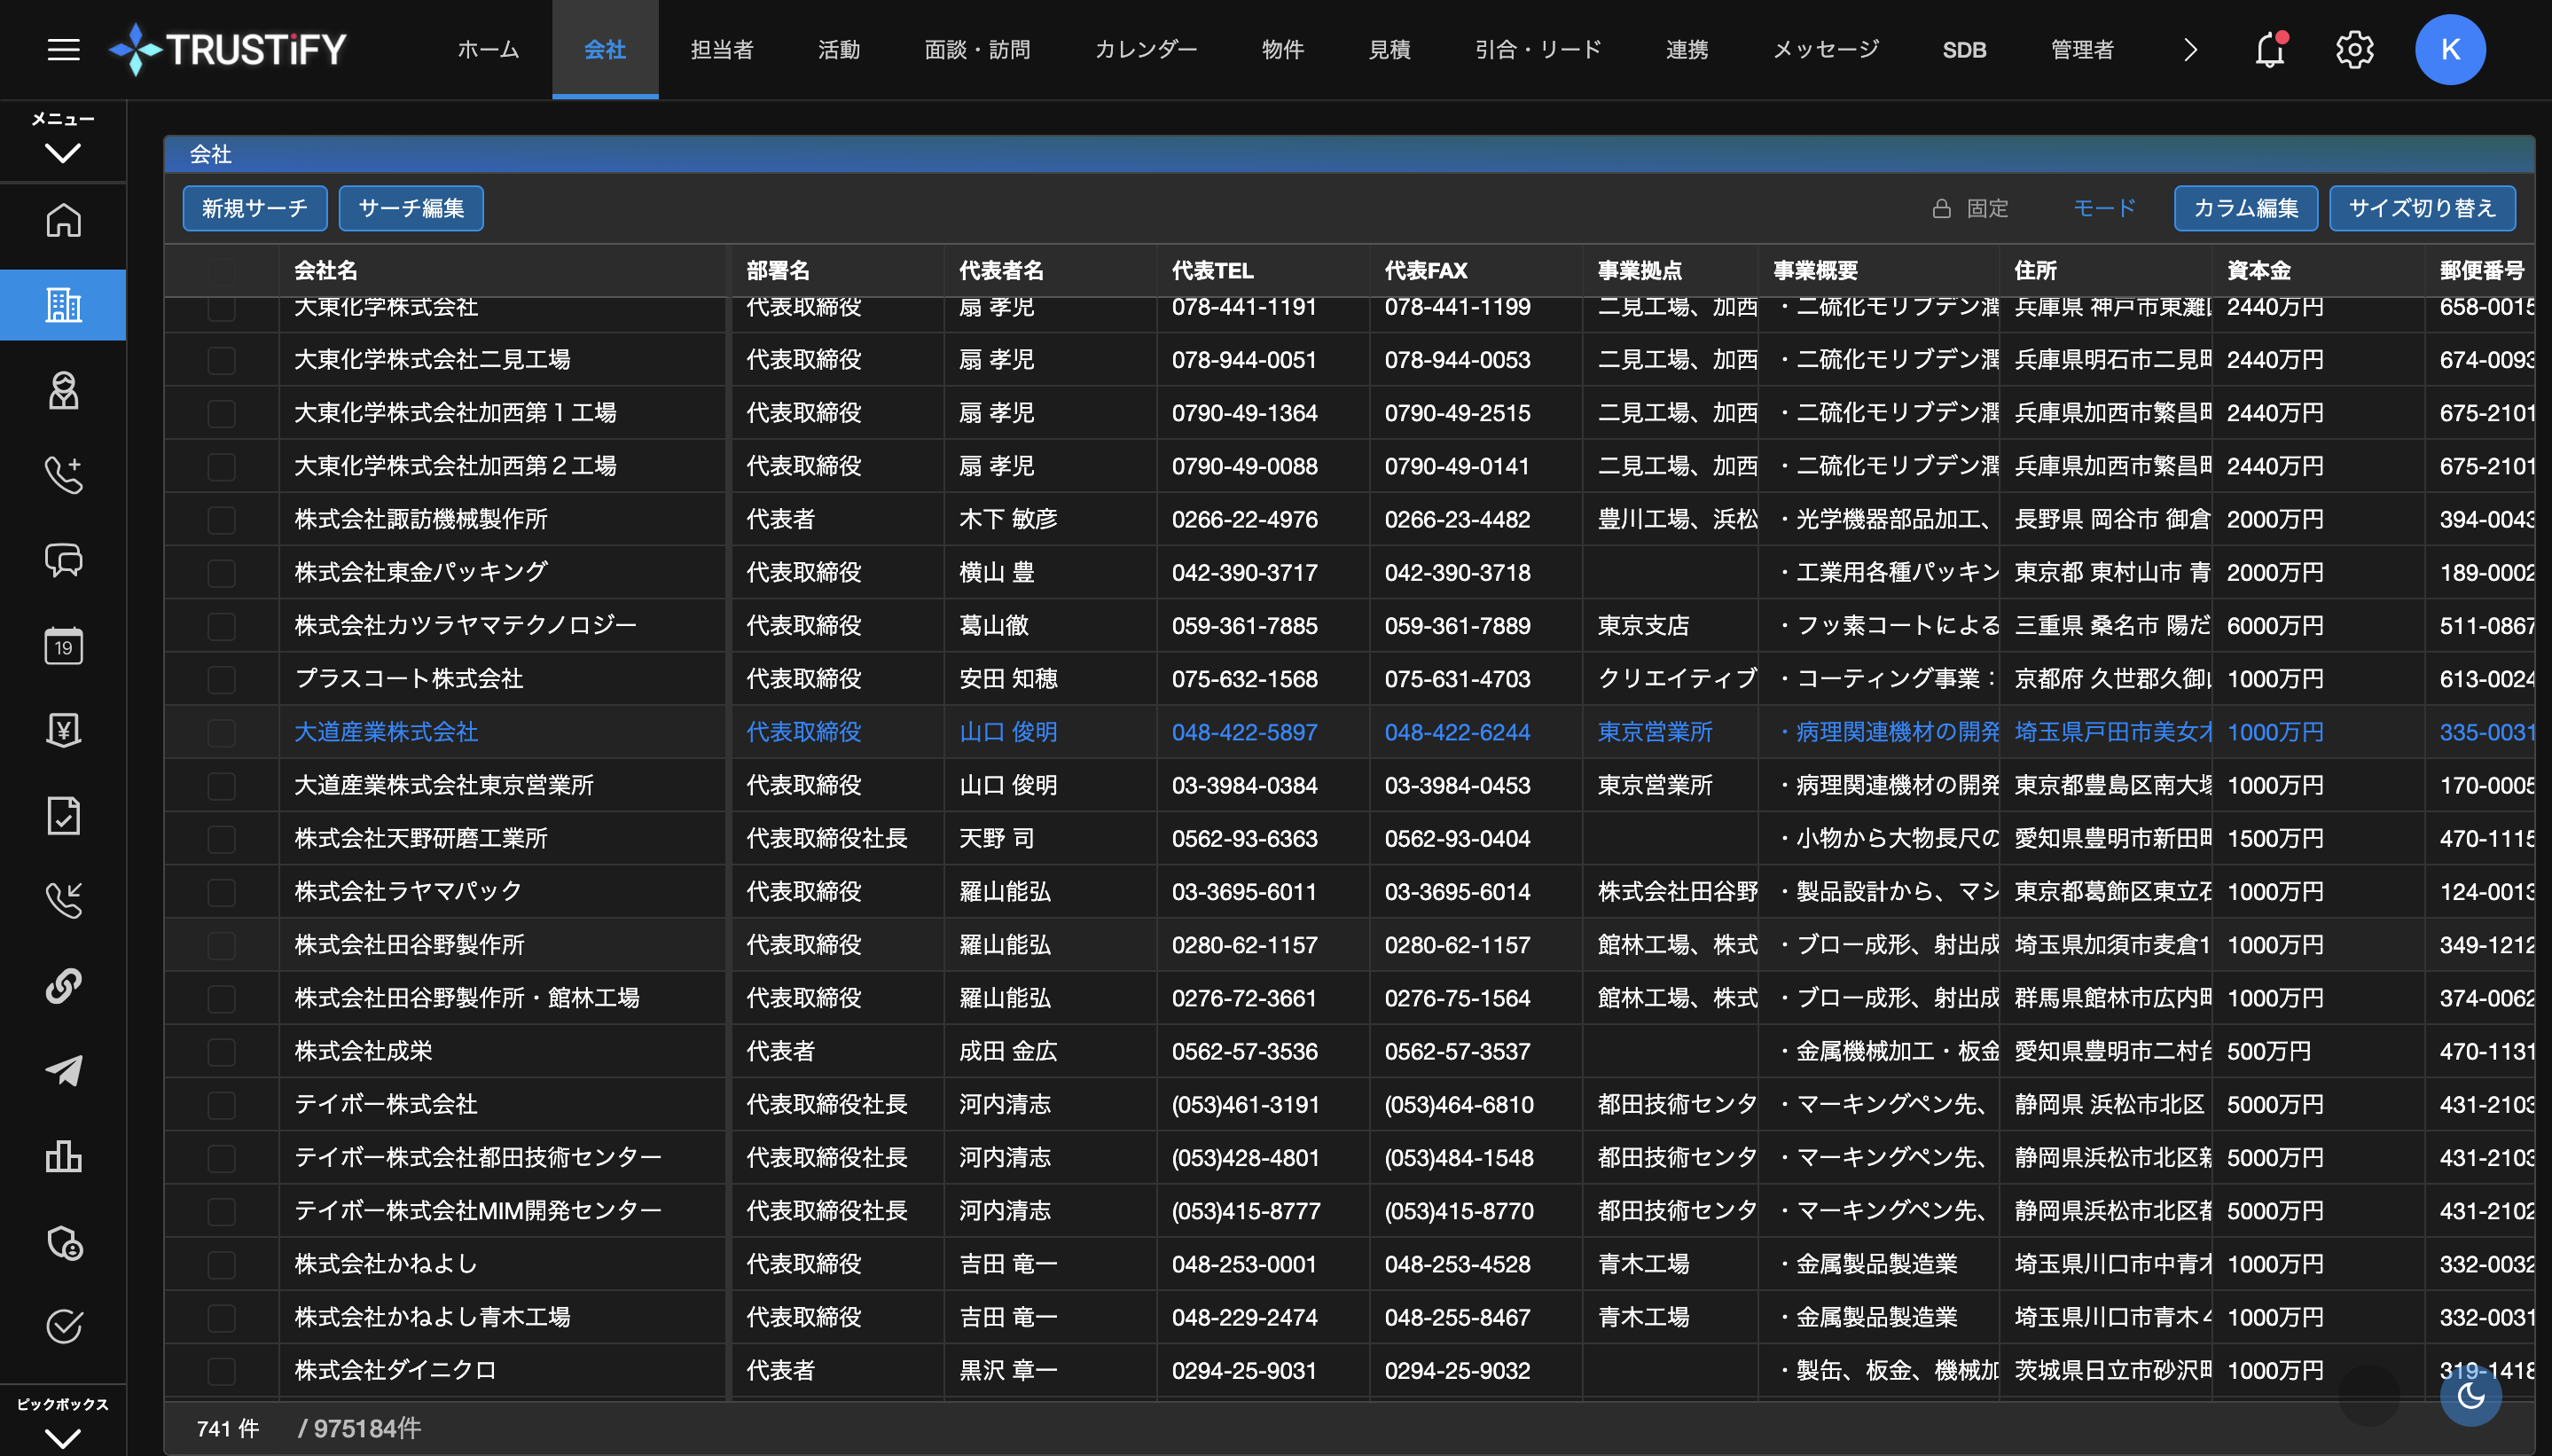 TRUSTiFY ホーム 会社 担当者 活動 面談・訪問 カレンダー 物件 見積 引合・リード 連携 メッセージ SDB 管理者 K
メニュー
会社
新規サーチ サーチ編集 固定 モード カラム編集 サイズ切り替え
会社名 部署名 代表者名 代表TEL 代表FAX 事業拠点 事業概要 住所 資本金 郵便番号
大東化学株式会社 代表取締役 扇 孝児 078-441-1191 078-441-1199 二見工場、加西 ・二硫化モリブデン潤 兵庫県 神戸市東灘 2440万円 658-0015
大東化学株式会社二見工場 代表取締役 扇 孝児 078-944-0051 078-944-0053 二見工場、加西 ・二硫化モリブデン潤 兵庫県明石市二見町 2440万円 674-0093
大東化学株式会社加西第1工場 代表取締役 扇 孝児 0790-49-1364 0790-49-2515 二見工場、加西 ・二硫化モリブデン潤 兵庫県加西市繁昌町 2440万円 675-2101
大東化学株式会社加西第2工場 代表取締役 扇 孝児 0790-49-0088 0790-49-0141 二見工場、加西 ・二硫化モリブデン潤 兵庫県加西市繁昌町 2440万円 675-2101
株式会社諏訪機械製作所 代表者 木下 敏彦 0266-22-4976 0266-23-4482 豊川工場、浜松 ・光学機器部品加工、 長野県 岡谷市 御倉 2000万円 394-0043
株式会社東金パッキング 代表取締役 横山 豊 042-390-3717 042-390-3718 ・工業用各種パッキン 東京都 東村山市 青 2000万円 189-0002
株式会社カツラヤマテクノロジー 代表取締役 葛山徹 059-361-7885 059-361-7889 東京支店 ・フッ素コートによる 三重県 桑名市 陽だ 6000万円 511-0867
プラスコート株式会社 代表取締役 安田 知穂 075-632-1568 075-631-4703 クリエイティブ ・コーティング事業： 京都府 久世郡久御山 1000万円 613-0024
大道産業株式会社 代表取締役 山口 俊明 048-422-5897 048-422-6244 東京営業所 ・病理関連機材の開発 埼玉県戸田市美女木 1000万円 335-0031
大道産業株式会社東京営業所 代表取締役 山口 俊明 03-3984-0384 03-3984-0453 東京営業所 ・病理関連機材の開発 東京都豊島区南大塚 1000万円 170-0005
株式会社天野研磨工業所 代表取締役社長 天野 司 0562-93-6363 0562-93-0404 ・小物から大物長尺の 愛知県豊明市新田町 1500万円 470-1115
株式会社ラヤマパック 代表取締役 羅山能弘 03-3695-6011 03-3695-6014 株式会社田谷野 ・製品設計から、マシ 東京都葛飾区東立石 1000万円 124-0013
株式会社田谷野製作所 代表取締役 羅山能弘 0280-62-1157 0280-62-1157 館林工場、株式 ・ブロー成形、射出成 埼玉県加須市麦倉1 1000万円 349-1212
株式会社田谷野製作所・館林工場 代表取締役 羅山能弘 0276-72-3661 0276-75-1564 館林工場、株式 ・ブロー成形、射出成 群馬県館林市広内町 1000万円 374-0062
株式会社成栄 代表者 成田 金広 0562-57-3536 0562-57-3537 ・金属機械加工・板金 愛知県豊明市二村台 500万円 470-1131
テイボー株式会社 代表取締役社長 河内清志 (053)461-3191 (053)464-6810 都田技術センタ ・マーキングペン先、 静岡県 浜松市北区 5000万円 431-2103
テイボー株式会社都田技術センター 代表取締役社長 河内清志 (053)428-4801 (053)484-1548 都田技術センタ ・マーキングペン先、 静岡県浜松市北区新 5000万円 431-2103
テイボー株式会社MIM開発センター 代表取締役社長 河内清志 (053)415-8777 (053)415-8770 都田技術センタ ・マーキングペン先、 静岡県浜松市北区都 5000万円 431-2102
株式会社かねよし 代表取締役 吉田 竜一 048-253-0001 048-253-4528 青木工場 ・金属製品製造業 埼玉県川口市中青木 1000万円 332-0032
株式会社かねよし青木工場 代表取締役 吉田 竜一 048-229-2474 048-255-8467 青木工場 ・金属製品製造業 埼玉県川口市青木4 1000万円 332-0031
株式会社ダイニクロ 代表者 黒沢 章一 0294-25-9031 0294-25-9032 ・製缶、板金、機械加 茨城県日立市砂沢町 1000万円 319-1418
19
ピックボックス
741 件 / 975184件